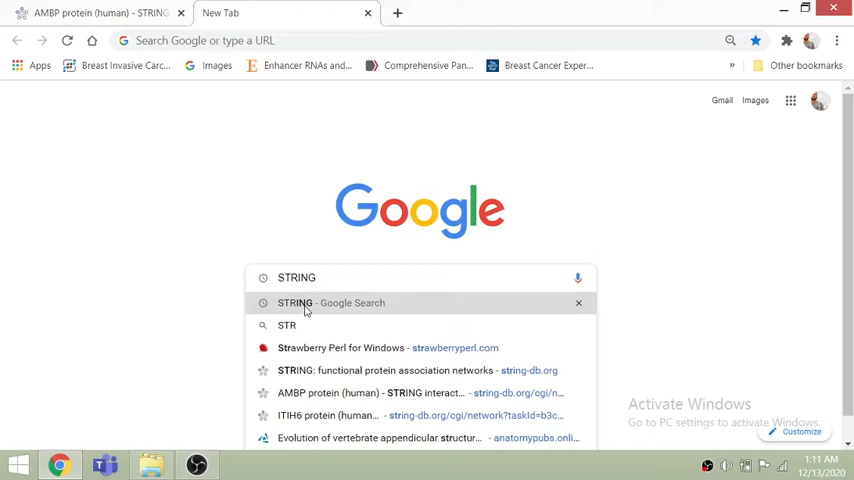 AMBP protein (human) - STRING
New Tab
Search Google or type a URL
Apps
Breast Invasive Carc...
Images
Enhancer RNAs and...
Comprehensive Pan...
Breast Cancer Exper...
»
Other bookmarks
Gmail
Images
Google
STRING
STRING - Google Search
STR
Strawberry Perl for Windows - strawberryperl.com
STRING: functional protein association networks - string-db.org
AMBP protein (human) - STRING interact... - string-db.org/cgi/n...
ITIH6 protein (human... - string-db.org/cgi/network?taskId=b3c...
Evolution of vertebrate appendicular structur... - anatomypubs.onli...
Activate Windows
Go to PC settings to activate Windows.
Customize
1:11 AM
12/13/2020